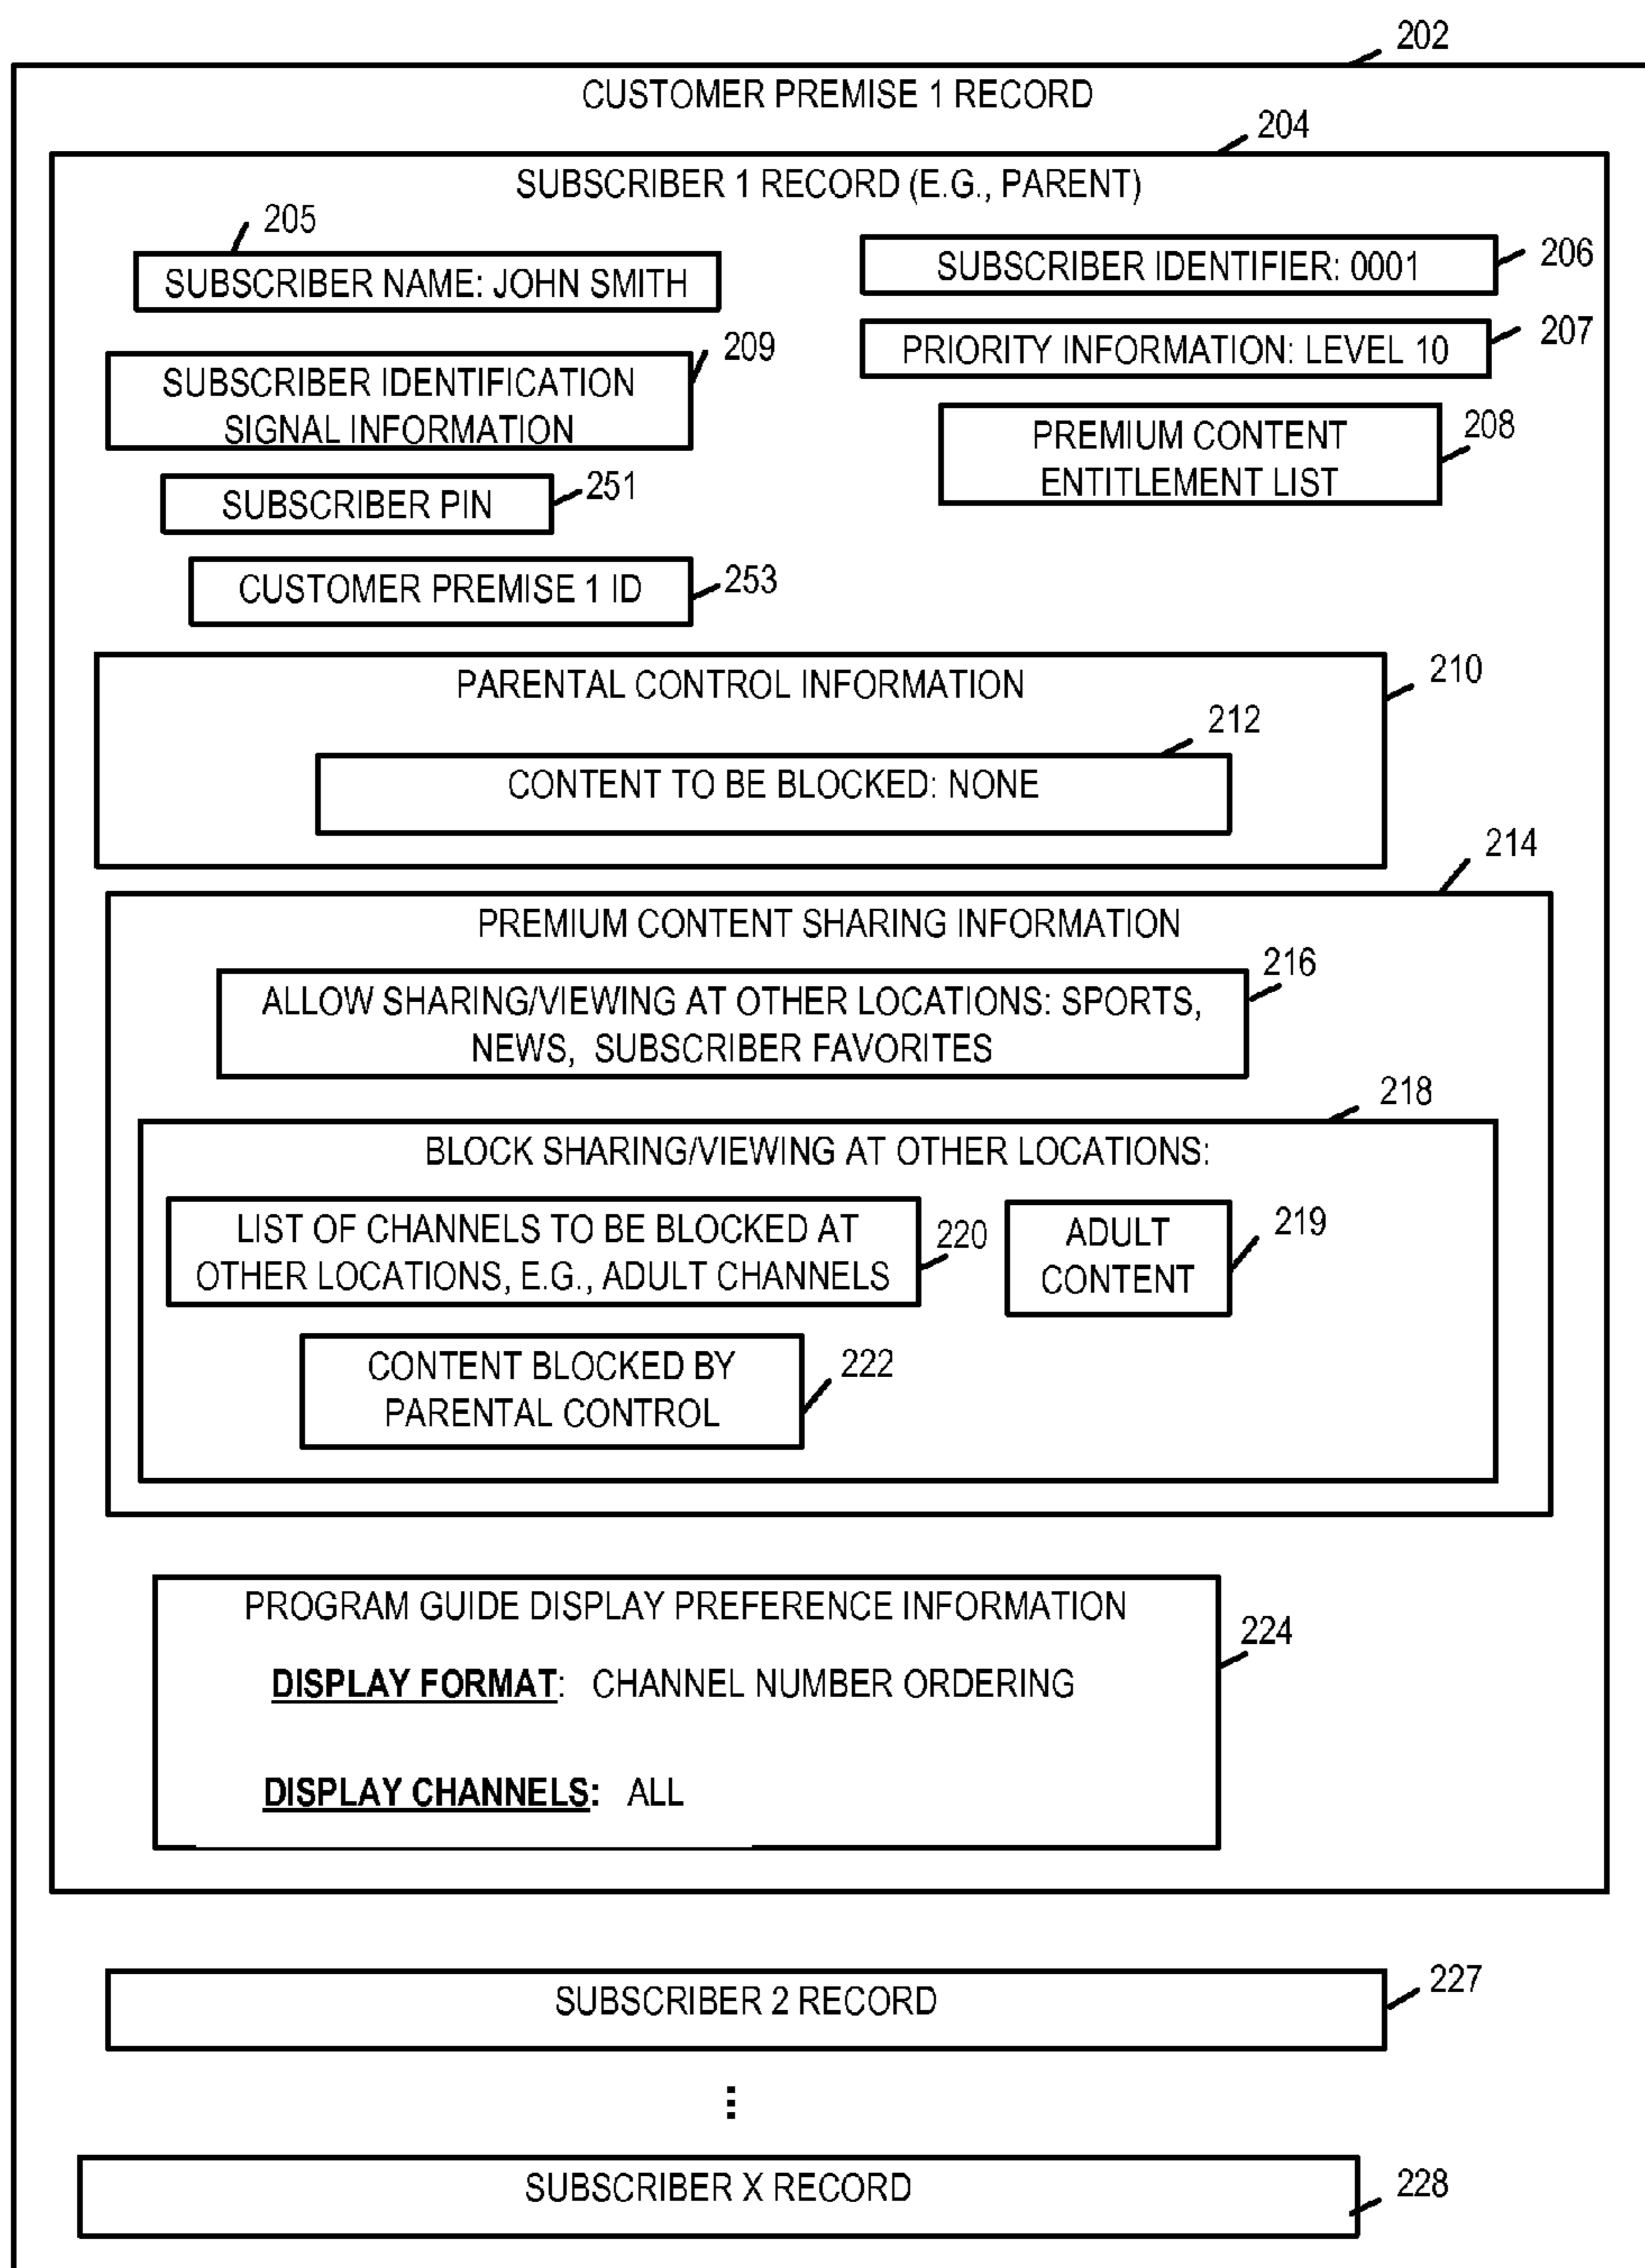 202
CUSTOMER PREMISE 1 RECORD
204
SUBSCRIBER 1 RECORD (E.G., PARENT)
205
SUBSCRIBER NAME: JOHN SMITH
SUBSCRIBER IDENTIFIER: 0001
206
PRIORITY INFORMATION: LEVEL 10
207
209
SUBSCRIBER IDENTIFICATION
SIGNAL INFORMATION
PREMIUM CONTENT
ENTITLEMENT LIST
208
SUBSCRIBER PIN
251
CUSTOMER PREMISE 1 ID
253
PARENTAL CONTROL INFORMATION
210
212
CONTENT TO BE BLOCKED: NONE
214
PREMIUM CONTENT SHARING INFORMATION
216
ALLOW SHARING/VIEWING AT OTHER LOCATIONS: SPORTS,
NEWS, SUBSCRIBER FAVORITES
218
BLOCK SHARING/VIEWING AT OTHER LOCATIONS:
LIST OF CHANNELS TO BE BLOCKED AT
OTHER LOCATIONS, E.G., ADULT CHANNELS
220
ADULT
CONTENT
219
CONTENT BLOCKED BY
PARENTAL CONTROL
222
PROGRAM GUIDE DISPLAY PREFERENCE INFORMATION
224
DISPLAY FORMAT: CHANNEL NUMBER ORDERING
DISPLAY CHANNELS: ALL
SUBSCRIBER 2 RECORD
227
⋮
SUBSCRIBER X RECORD
228